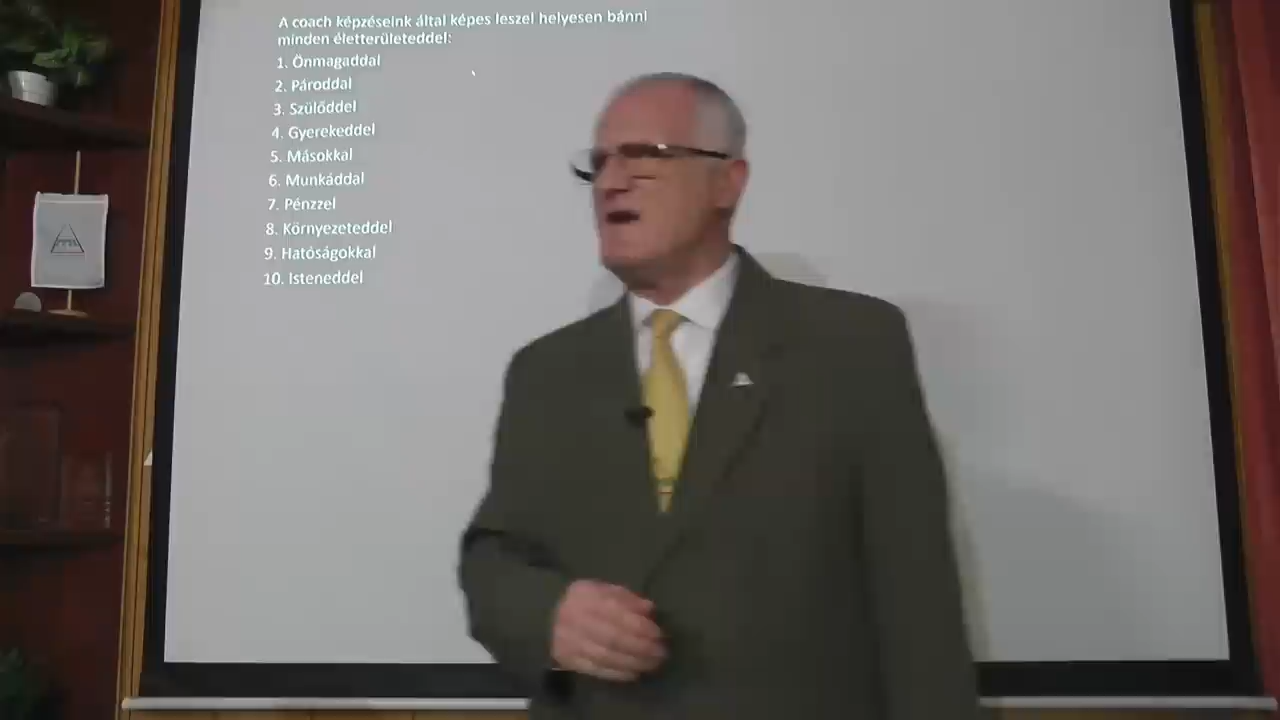 A coach képzéseink által képes leszel helyesen bánni
minden életterületeddel:
1. Önmagaddal
2. Pároddal
3. Szülőddel
4. Gyerekeddel
5. Másokkal
6. Munkáddal
7. Pénzzel
8. Környezeteddel
9. Hatóságokkal
10. Isteneddel